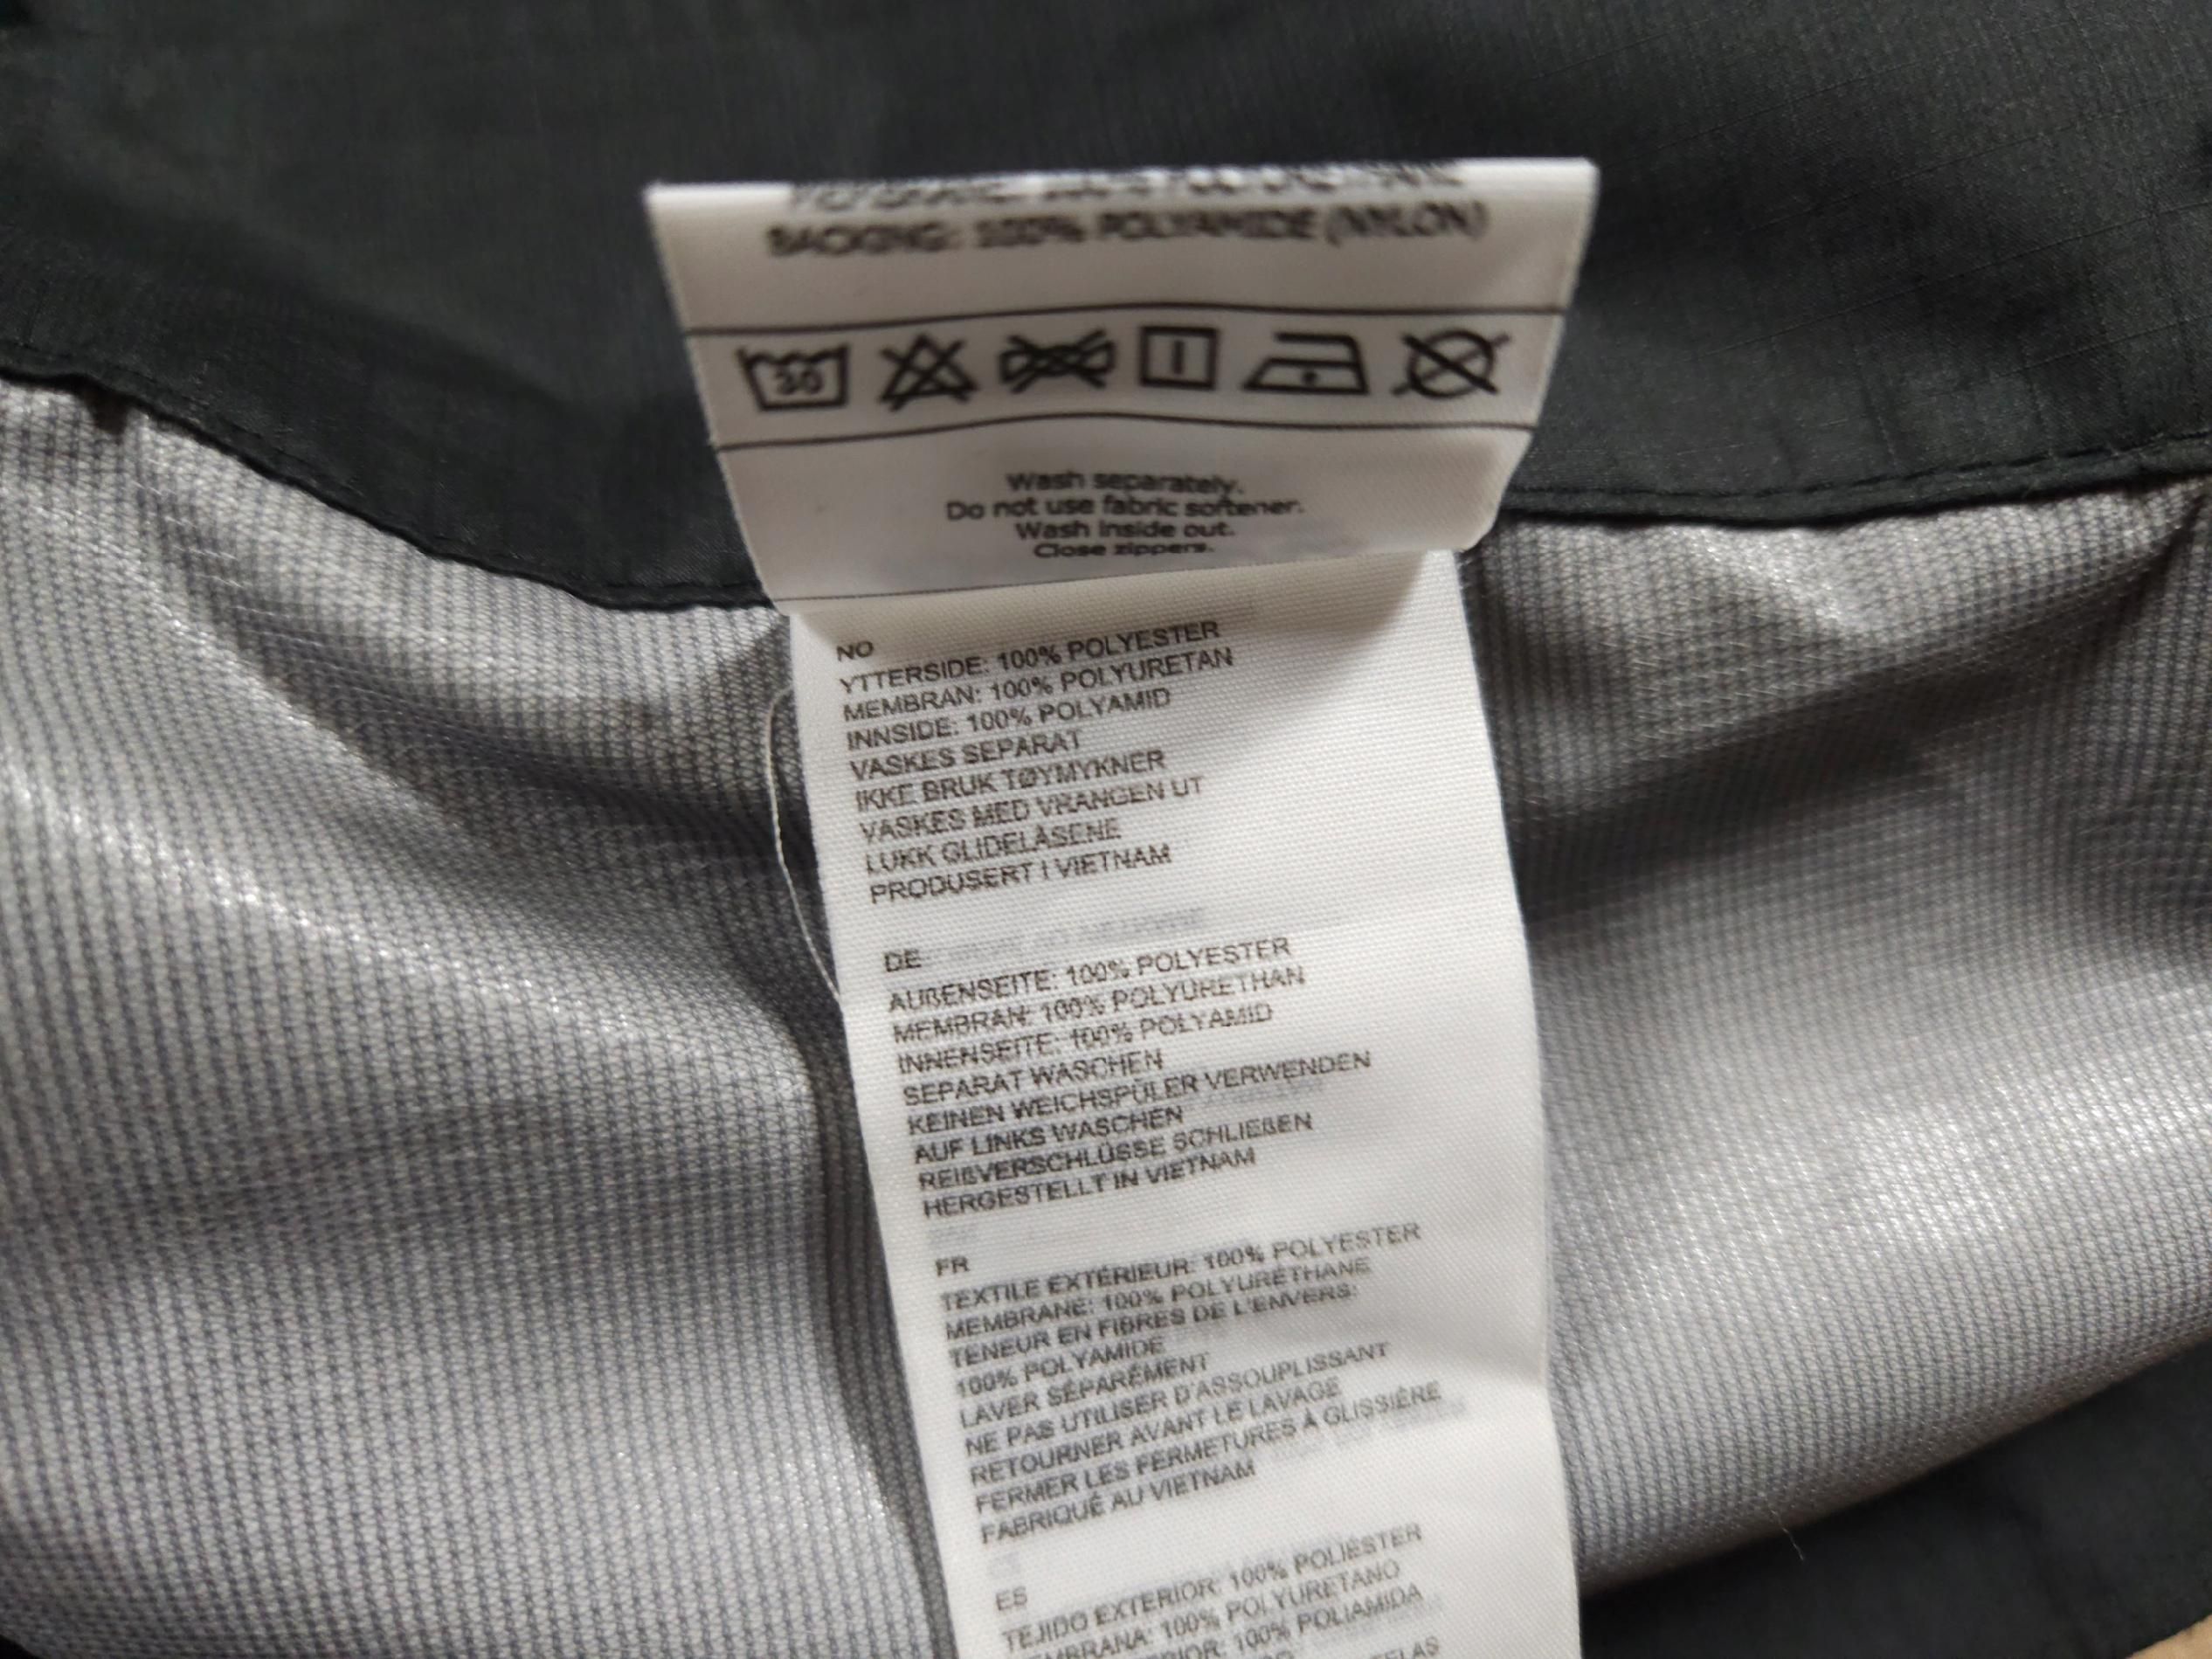 BACKING: 100% POLYAMIDE (NYLON)
30
Wash separately.
Do not use fabric softener.
Wash inside out.
Close zippers.
NO
YTTERSIDE: 100% POLYESTER
MEMBRAN: 100% POLYURETAN
INNSIDE: 100% POLYAMID
VASKES SEPARAT
IKKE BRUK TØYMYKNER
VASKES MED VRANGEN UT
LUKK GLIDELÅSENE
PRODUSERT I VIETNAM
DE
AUßENSEITE: 100% POLYESTER
MEMBRAN: 100% POLYURETHAN
INNENSEITE: 100% POLYAMID
SEPARAT WASCHEN
KEINEN WEICHSPÜLER VERWENDEN
AUF LINKS WASCHEN
REIßVERSCHLÜSSE SCHLIEßEN
HERGESTELLT IN VIETNAM
FR
TEXTILE EXTÉRIEUR: 100% POLYESTER
MEMBRANE: 100% POLYURÉTHANE
TENEUR EN FIBRES DE L'ENVERS:
100% POLYAMIDE
LAVER SÉPARÉMENT
NE PAS UTILISER D'ASSOUPLISSANT
RETOURNER AVANT LE LAVAGE
FERMER LES FERMETURES À GLISSIÈRE
FABRIQUÉ AU VIETNAM
ES
TEJIDO EXTERIOR: 100% POLIÉSTER
MEMBRANA: 100% POLYURETANO
100% POLIAMIDA